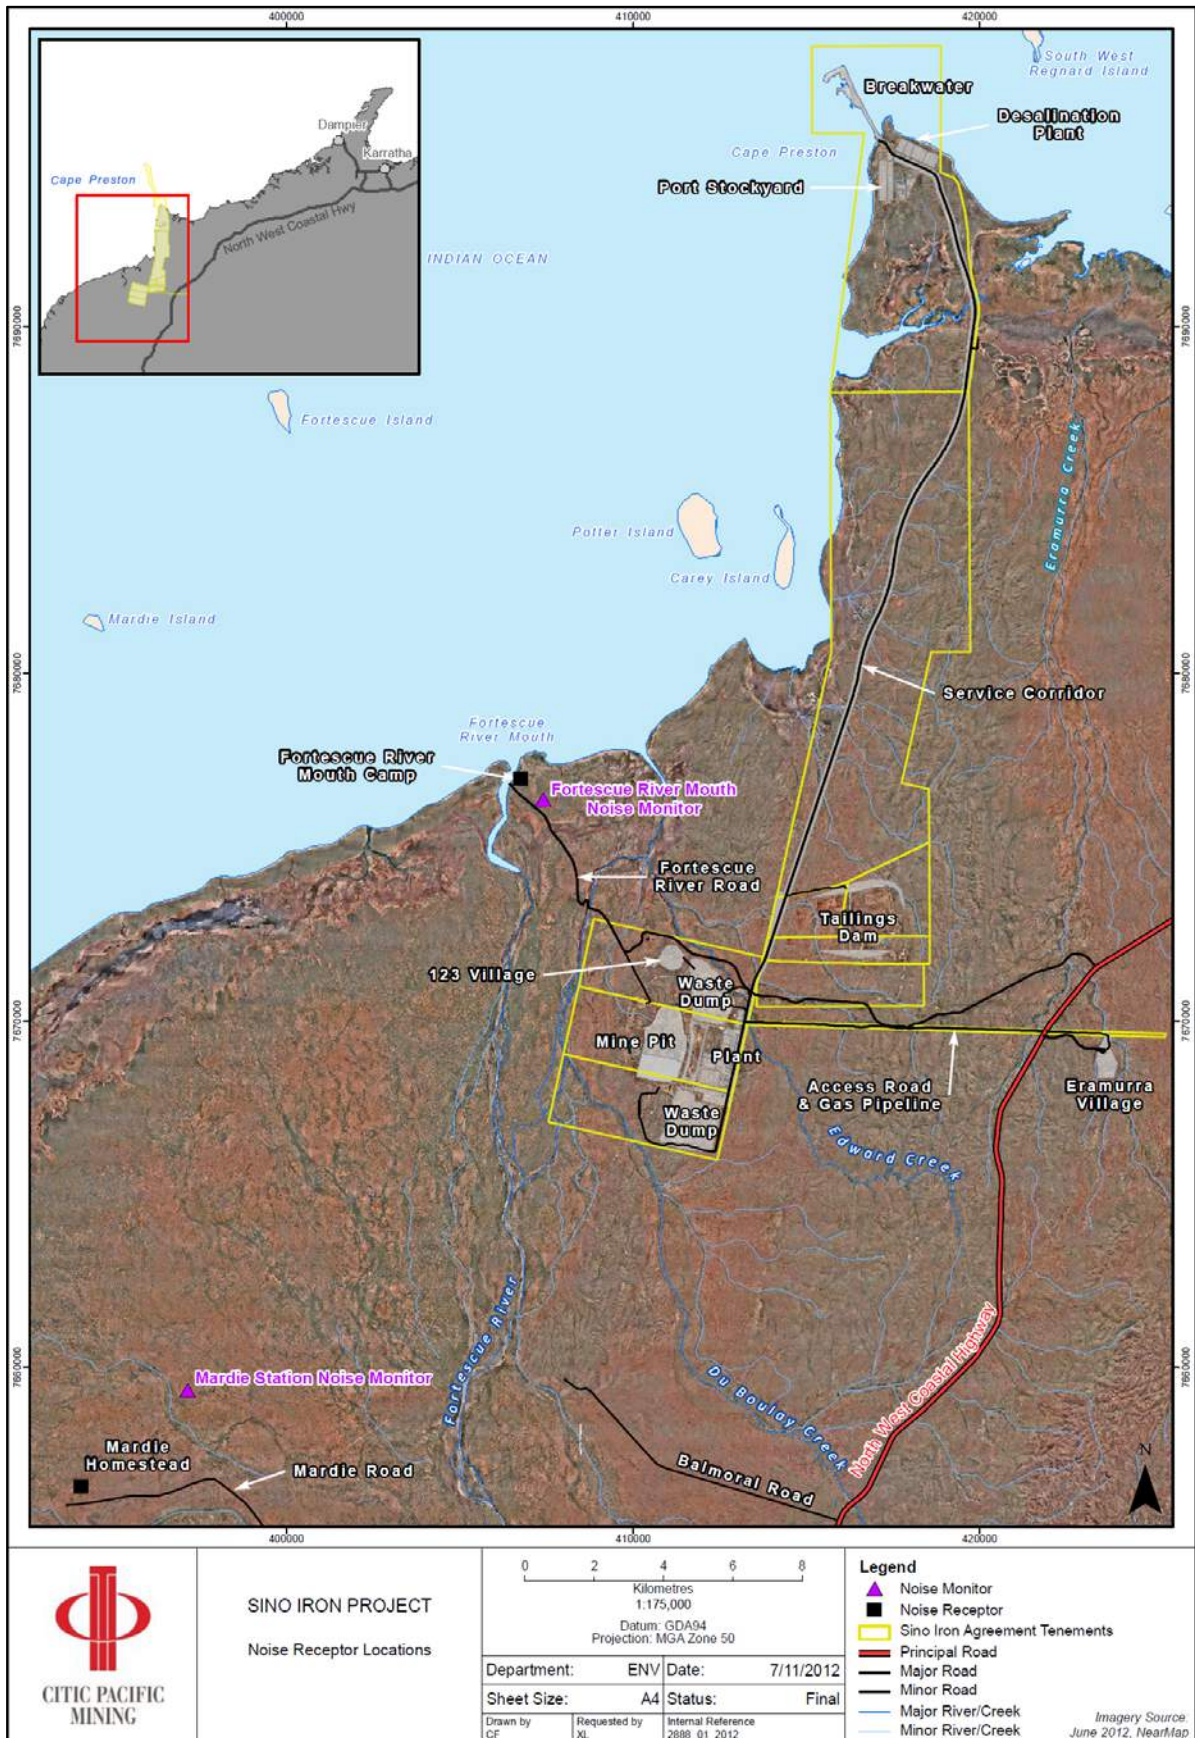 400000
410000
420000
South West
Regnard Island
Breakwater
Desalination
Plant
Dampier
Karratha
Cape Preston
Cape Preston
Port Stockyard
North West Coastal Hwy
INDIAN OCEAN
7690000
7690000
Fortescue Island
Eramurra Creek
Potter Island
Carey Island
Mardie Island
7680000
7680000
Service Corridor
Fortescue
River Mouth
Fortescue River
Mouth Camp
Fortescue River Mouth
Noise Monitor
Fortescue
River Road
Tailings
Dam
123 Village
Waste
Dump
7670000
7670000
Mine Pit
Plant
Access Road
& Gas Pipeline
Eramurra
Village
Waste
Dump
Edward Creek
Fortescue River
North West Coastal Highway
7660000
7660000
Mardie Station Noise Monitor
Du Boulay Creek
Mardie
Homestead
Mardie Road
Balmoral Road
N
400000
410000
420000
CITIC PACIFIC
MINING
SINO IRON PROJECT
Noise Receptor Locations
0 2 4 6 8
Kilometres
1:175,000
Datum: GDA94
Projection: MGA Zone 50
Department: ENV
Date: 7/11/2012
Sheet Size: A4
Status: Final
Drawn by
CF
Requested by
XL
Internal Reference
2888_01_2012
Legend
Noise Monitor
Noise Receptor
Sino Iron Agreement Tenements
Principal Road
Major Road
Minor Road
Major River/Creek
Minor River/Creek
Imagery Source:
June 2012, NearMap